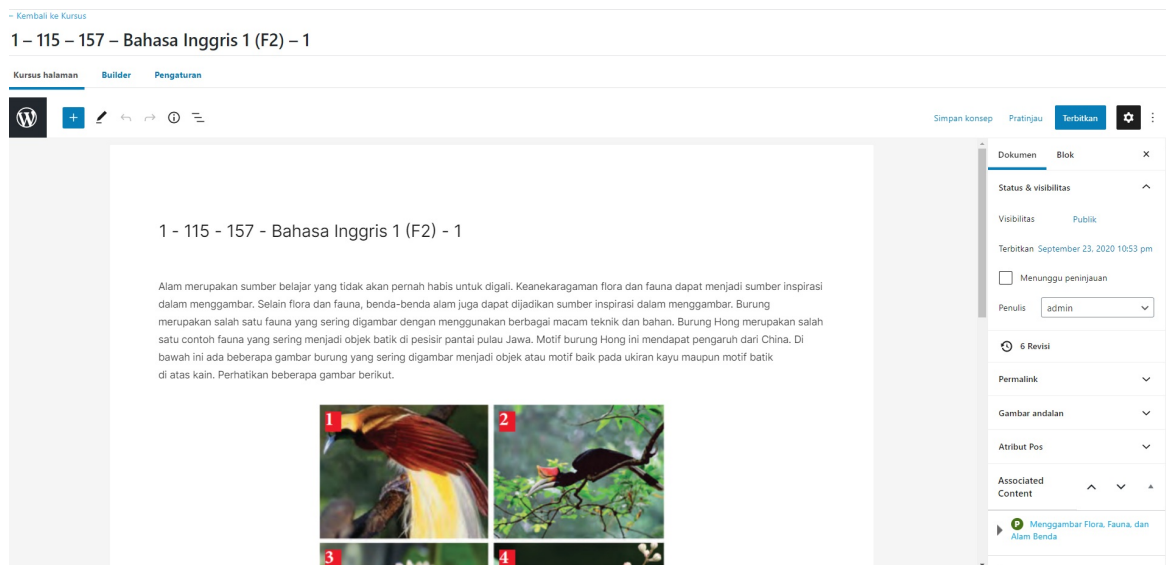 Kembali ke Kursus
1 – 115 – 157 – Bahasa Inggris 1 (F2) – 1
Kursus halaman Builder Pengaturan
Simpan konsep Pratinjau Terbitkan
Dokumen Blok
Status & visibilitas
Visibilitas Publik
Terbitkan September 23, 2020 10:53 pm
Menunggu peninjauan
Penulis admin
6 Revisi
Permalink
Gambar andalan
Atribut Pos
Associated
Content
P Menggambar Flora, Fauna, dan
Alam Benda
1 - 115 - 157 - Bahasa Inggris 1 (F2) - 1
Alam merupakan sumber belajar yang tidak akan pernah habis untuk digali. Keanekaragaman flora dan fauna dapat menjadi sumber inspirasi
dalam menggambar. Selain flora dan fauna, benda-benda alam juga dapat dijadikan sumber inspirasi dalam menggambar. Burung
merupakan salah satu fauna yang sering digambar dengan menggunakan berbagai macam teknik dan bahan. Burung Hong merupakan salah
satu contoh fauna yang sering menjadi objek batik di pesisir pantai pulau Jawa. Motif burung Hong ini mendapat pengaruh dari China. Di
bawah ini ada beberapa gambar burung yang sering digambar menjadi objek atau motif baik pada ukiran kayu maupun motif batik
di atas kain. Perhatikan beberapa gambar berikut.
1 2
3 4